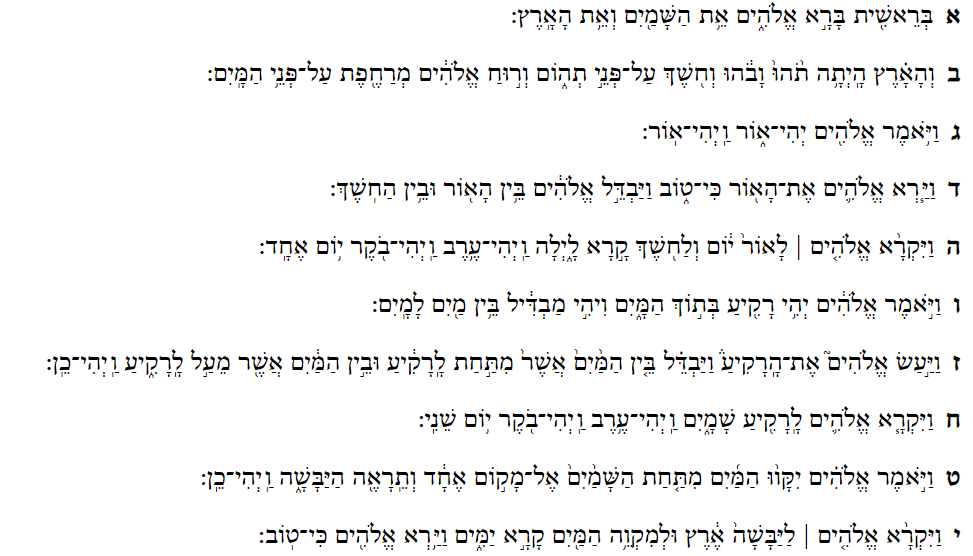 א בְּרֵאשִׁ֖ית בָּרָ֣א אֱלֹהִ֑ים אֵ֥ת הַשָּׁמַ֖יִם וְאֵ֥ת הָאָֽרֶץ׃
ב וְהָאָ֗רֶץ הָיְתָ֥ה תֹ֙הוּ֙ וָבֹ֔הוּ וְחֹ֖שֶׁךְ עַל־פְּנֵ֣י תְה֑וֹם וְר֣וּחַ אֱלֹהִ֔ים מְרַחֶ֖פֶת עַל־פְּנֵ֥י הַמָּֽיִם׃
ג וַיֹּ֥אמֶר אֱלֹהִ֖ים יְהִי־א֑וֹר וַֽיְהִי־אֽוֹר׃
ד וַיַּ֧רְא אֱלֹהִ֛ים אֶת־הָא֖וֹר כִּי־ט֑וֹב וַיַּבְדֵּ֣ל אֱלֹהִ֔ים בֵּ֥ין הָא֖וֹר וּבֵ֥ין הַחֹֽשֶׁךְ׃
ה וַיִּקְרָ֨א אֱלֹהִ֤ים | לָאוֹר֙ י֔וֹם וְלַחֹ֖שֶׁךְ קָ֣רָא לָ֑יְלָה וַֽיְהִי־עֶ֥רֶב וַֽיְהִי־בֹ֖קֶר י֥וֹם אֶחָֽד׃
ו וַיֹּ֣אמֶר אֱלֹהִ֔ים יְהִ֥י רָקִ֖יעַ בְּת֣וֹךְ הַמָּ֑יִם וִיהִ֣י מַבְדִּ֔יל בֵּ֥ין מַ֖יִם לָמָֽיִם׃
ז וַיַּ֣עַשׂ אֱלֹהִים֮ אֶת־הָרָקִיעַ֒ וַיַּבְדֵּ֗ל בֵּ֤ין הַמַּ֙יִם֙ אֲשֶׁר֙ מִתַּ֣חַת לָרָקִ֔יעַ וּבֵ֣ין הַמַּ֔יִם אֲשֶׁ֖ר מֵעַ֣ל לָרָקִ֑יעַ וַֽיְהִי־כֵֽן׃
ח וַיִּקְרָ֧א אֱלֹהִ֛ים לָֽרָקִ֖יעַ שָׁמָ֑יִם וַֽיְהִי־עֶ֥רֶב וַֽיְהִי־בֹ֖קֶר י֥וֹם שֵׁנִֽי׃
ט וַיֹּ֣אמֶר אֱלֹהִ֗ים יִקָּו֨וּ הַמַּ֜יִם מִתַּ֤חַת הַשָּׁמַ֙יִם֙ אֶל־מָק֣וֹם אֶחָ֔ד וְתֵרָאֶ֖ה הַיַּבָּשָׁ֑ה וַֽיְהִי־כֵֽן׃
י וַיִּקְרָ֨א אֱלֹהִ֤ים | לַיַּבָּשָׁה֙ אֶ֔רֶץ וּלְמִקְוֵ֥ה הַמַּ֖יִם קָרָ֣א יַמִּ֑ים וַיַּ֥רְא אֱלֹהִ֖ים כִּי־טֽוֹב׃